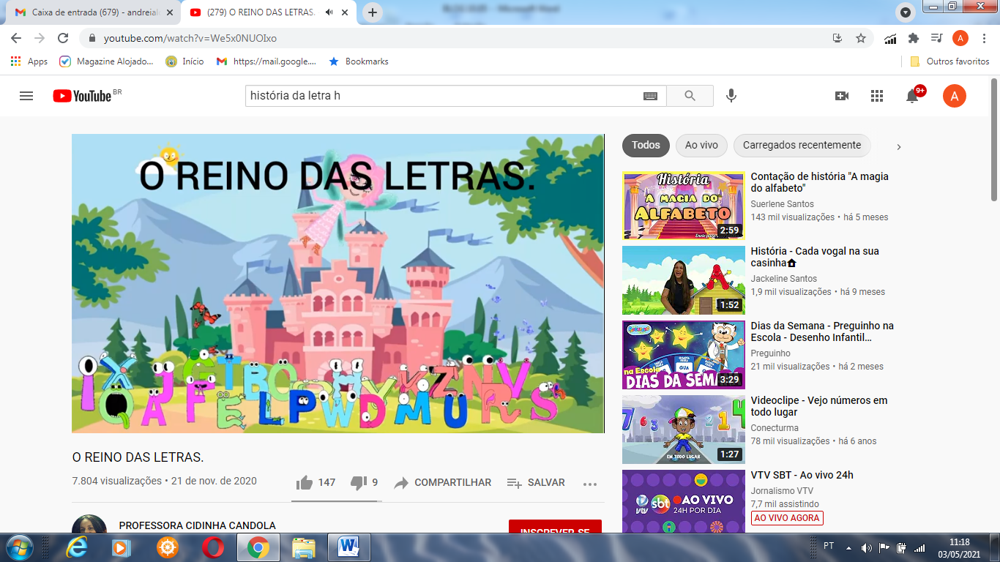 Caixa de entrada (679) - andreial
(279) O REINO DAS LETRAS.
youtube.com/watch?v=We5x0NUOIxo
Apps
Magazine Alojado...
Início
https://mail.google....
Bookmarks
Outros favoritos
YouTube BR
história da letra h
9+
A
O REINO DAS LETRAS.
O REINO DAS LETRAS.
7.804 visualizações • 21 de nov. de 2020
147
9
COMPARTILHAR
SALVAR
PROFESSORA CIDINHA CANDOLA
INSCREVER-SE
Todos
Ao vivo
Carregados recentemente
História
A MAGIA DO
ALFABETO
2:59
Contação de história "A magia
do alfabeto"
Suerlene Santos
143 mil visualizações • há 5 meses
A
1:52
História - Cada vogal na sua
casinha
Jackeline Santos
1,9 mil visualizações • há 9 meses
na Escola
DIAS DA SEMA
3:29
Dias da Semana - Preguinho na
Escola - Desenho Infantil...
Preguinho
21 mil visualizações • há 2 meses
EM TODO LUGAR
1:27
Videoclipe - Vejo números em
todo lugar
Conecturma
78 mil visualizações • há 6 anos
VTV
sbt
AO VIVO
24H POR DIA
VTV SBT - Ao vivo 24h
Jornalismo VTV
7,7 mil assistindo
AO VIVO AGORA
PT
11:18
03/05/2021